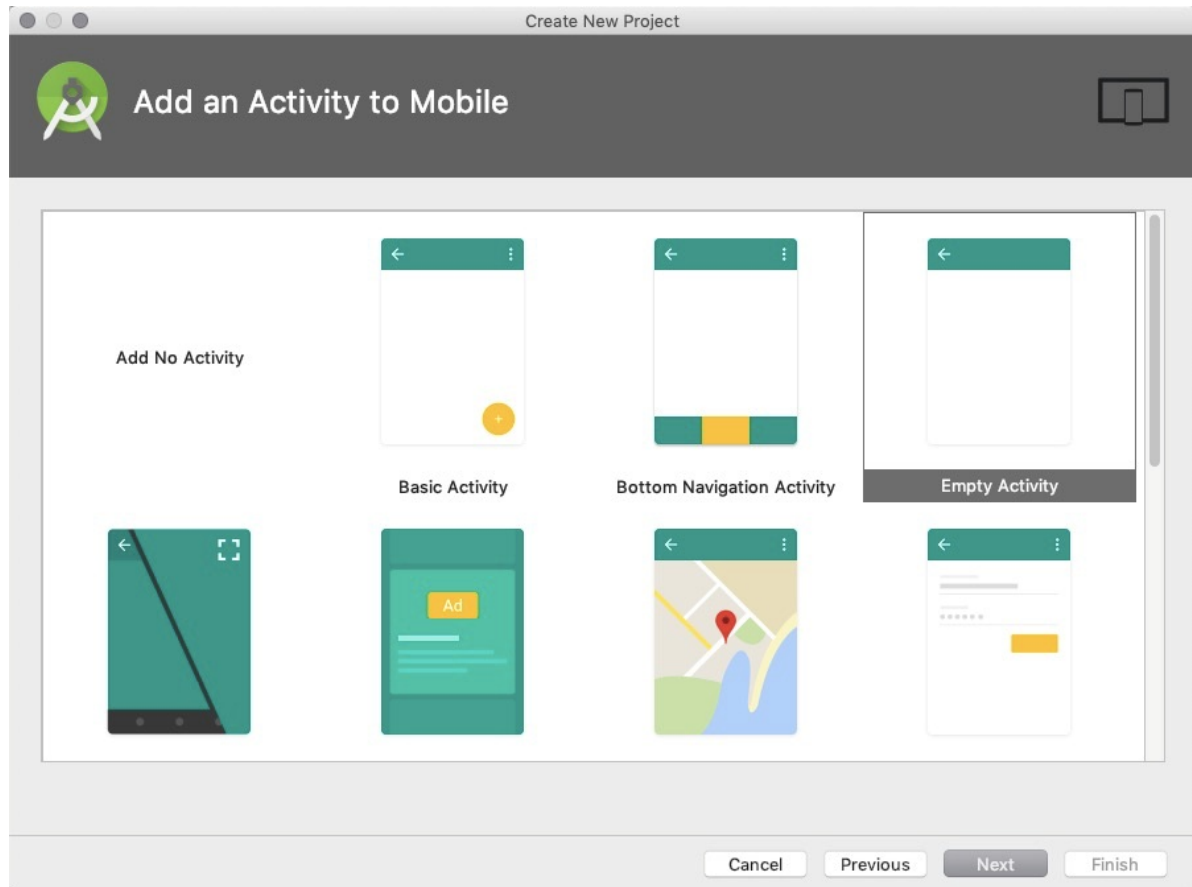 Create New Project
Add an Activity to Mobile
Add No Activity
Basic Activity
Bottom Navigation Activity
Empty Activity
Ad
Cancel
Previous
Next
Finish